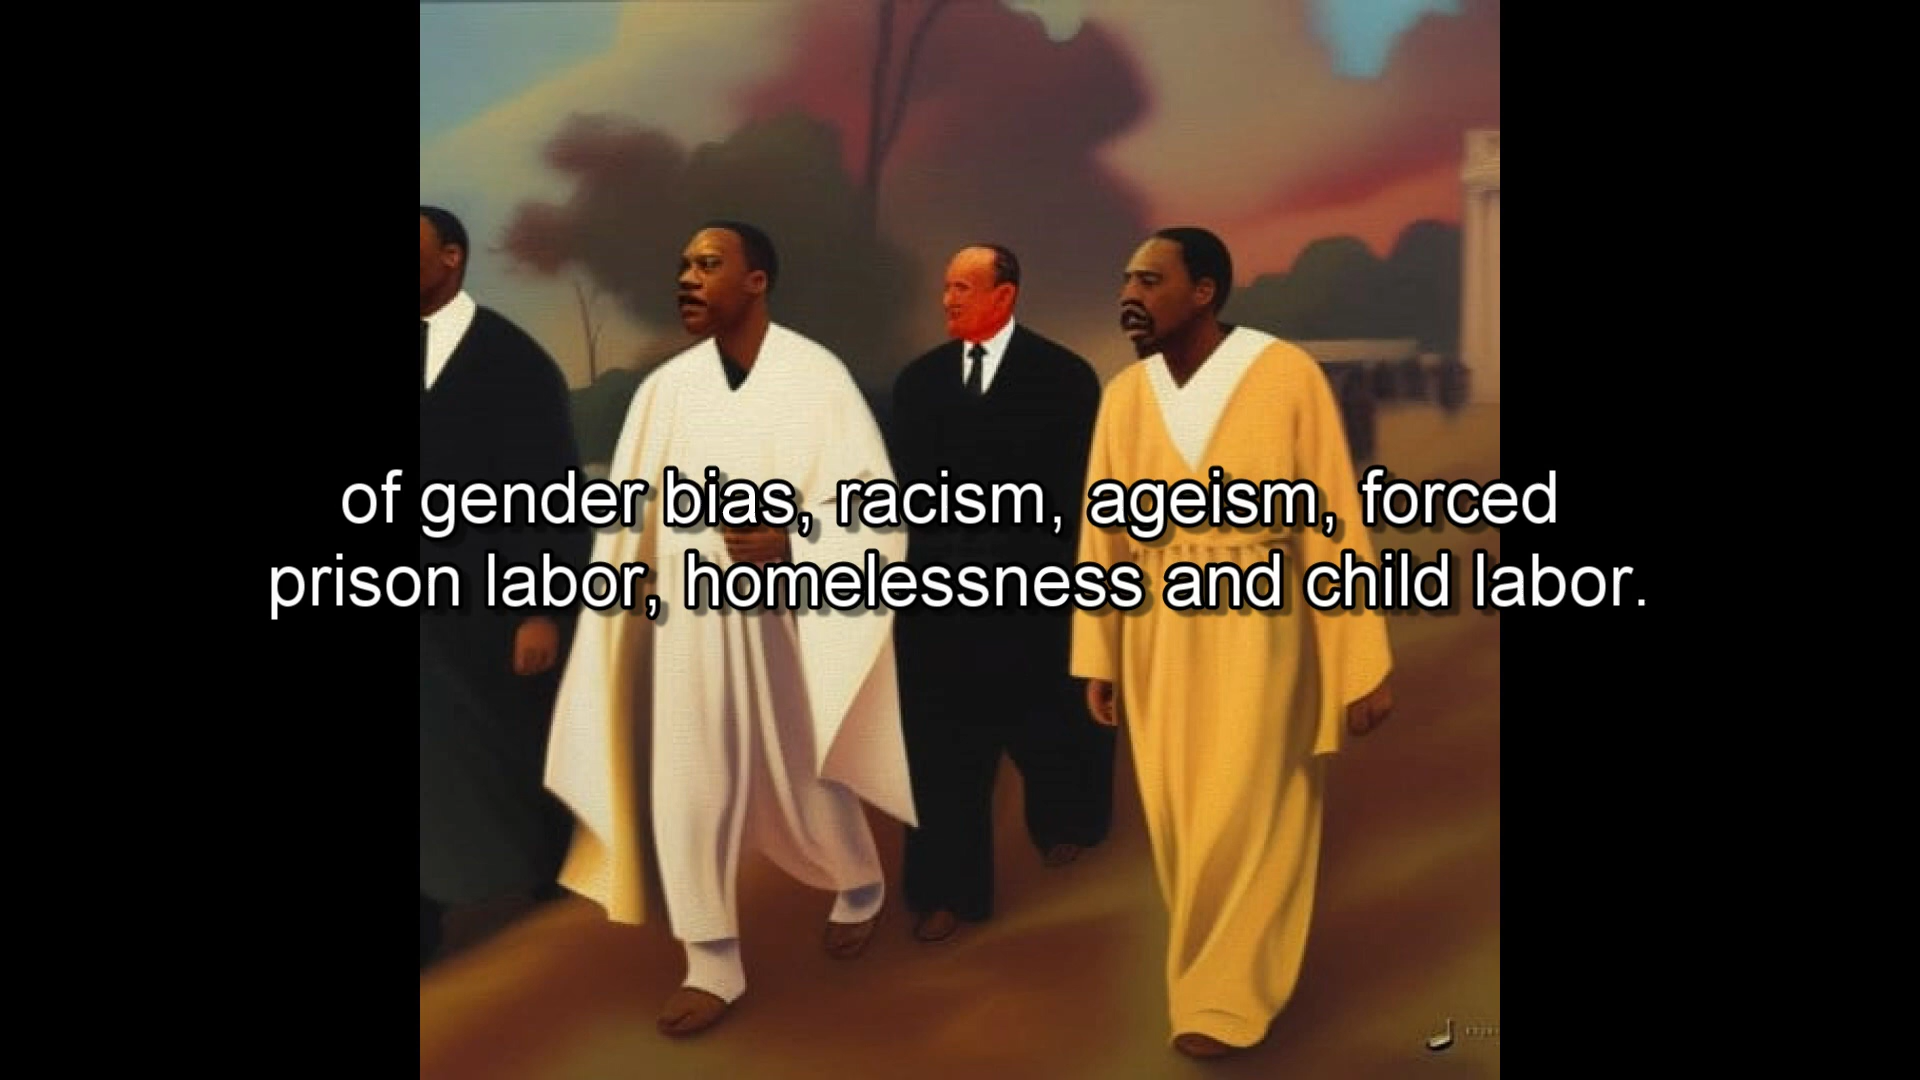 of gender bias, racism, ageism, forced
prison labor, homelessness and child labor.